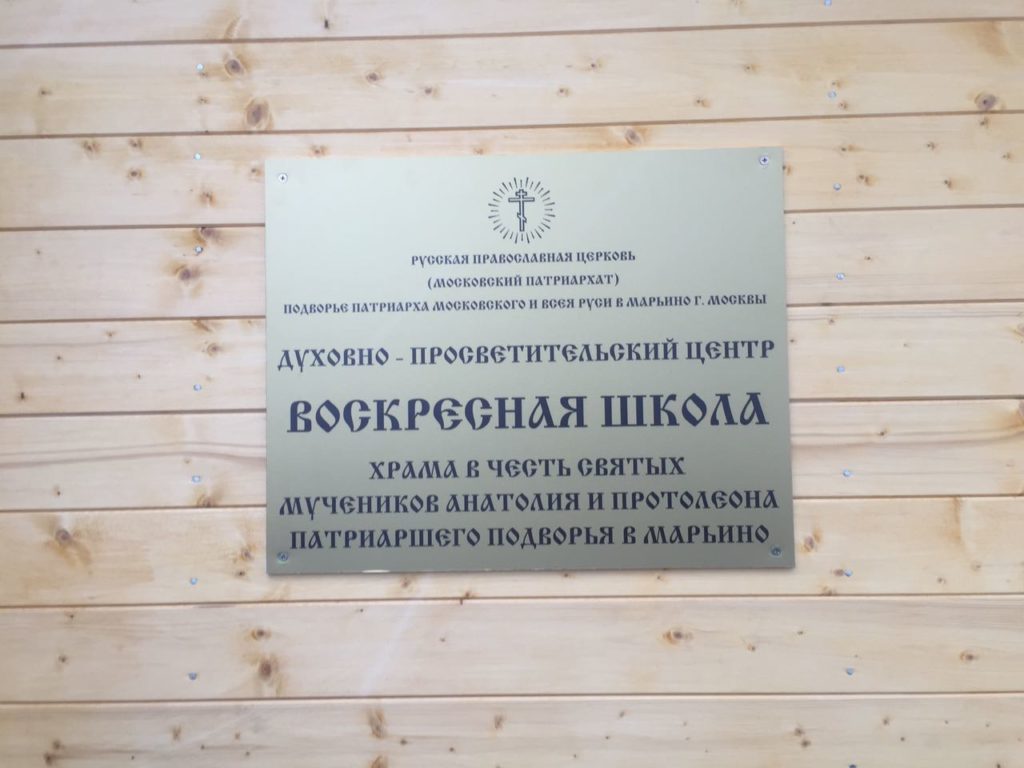 РУССКАЯ ПРАВОСЛАВНАЯ ЦЕРКОВЬ
(МОСКОВСКИЙ ПАТРИАРХАТ)
ПОДВОРЬЕ ПАТРИАРХА МОСКОВСКОГО И ВСЕЯ РУСИ В МАРЬИНО Г. МОСКВЫ
ДУХОВНО - ПРОСВЕТИТЕЛЬСКИЙ ЦЕНТР
ВОСКРЕСНАЯ ШКОЛА
ХРАМА В ЧЕСТЬ СВЯТЫХ
МУЧЕНИКОВ АНАТОЛИЯ И ПРОТОЛЕОНА
ПАТРИАРШЕГО ПОДВОРЬЯ В МАРЬИНО